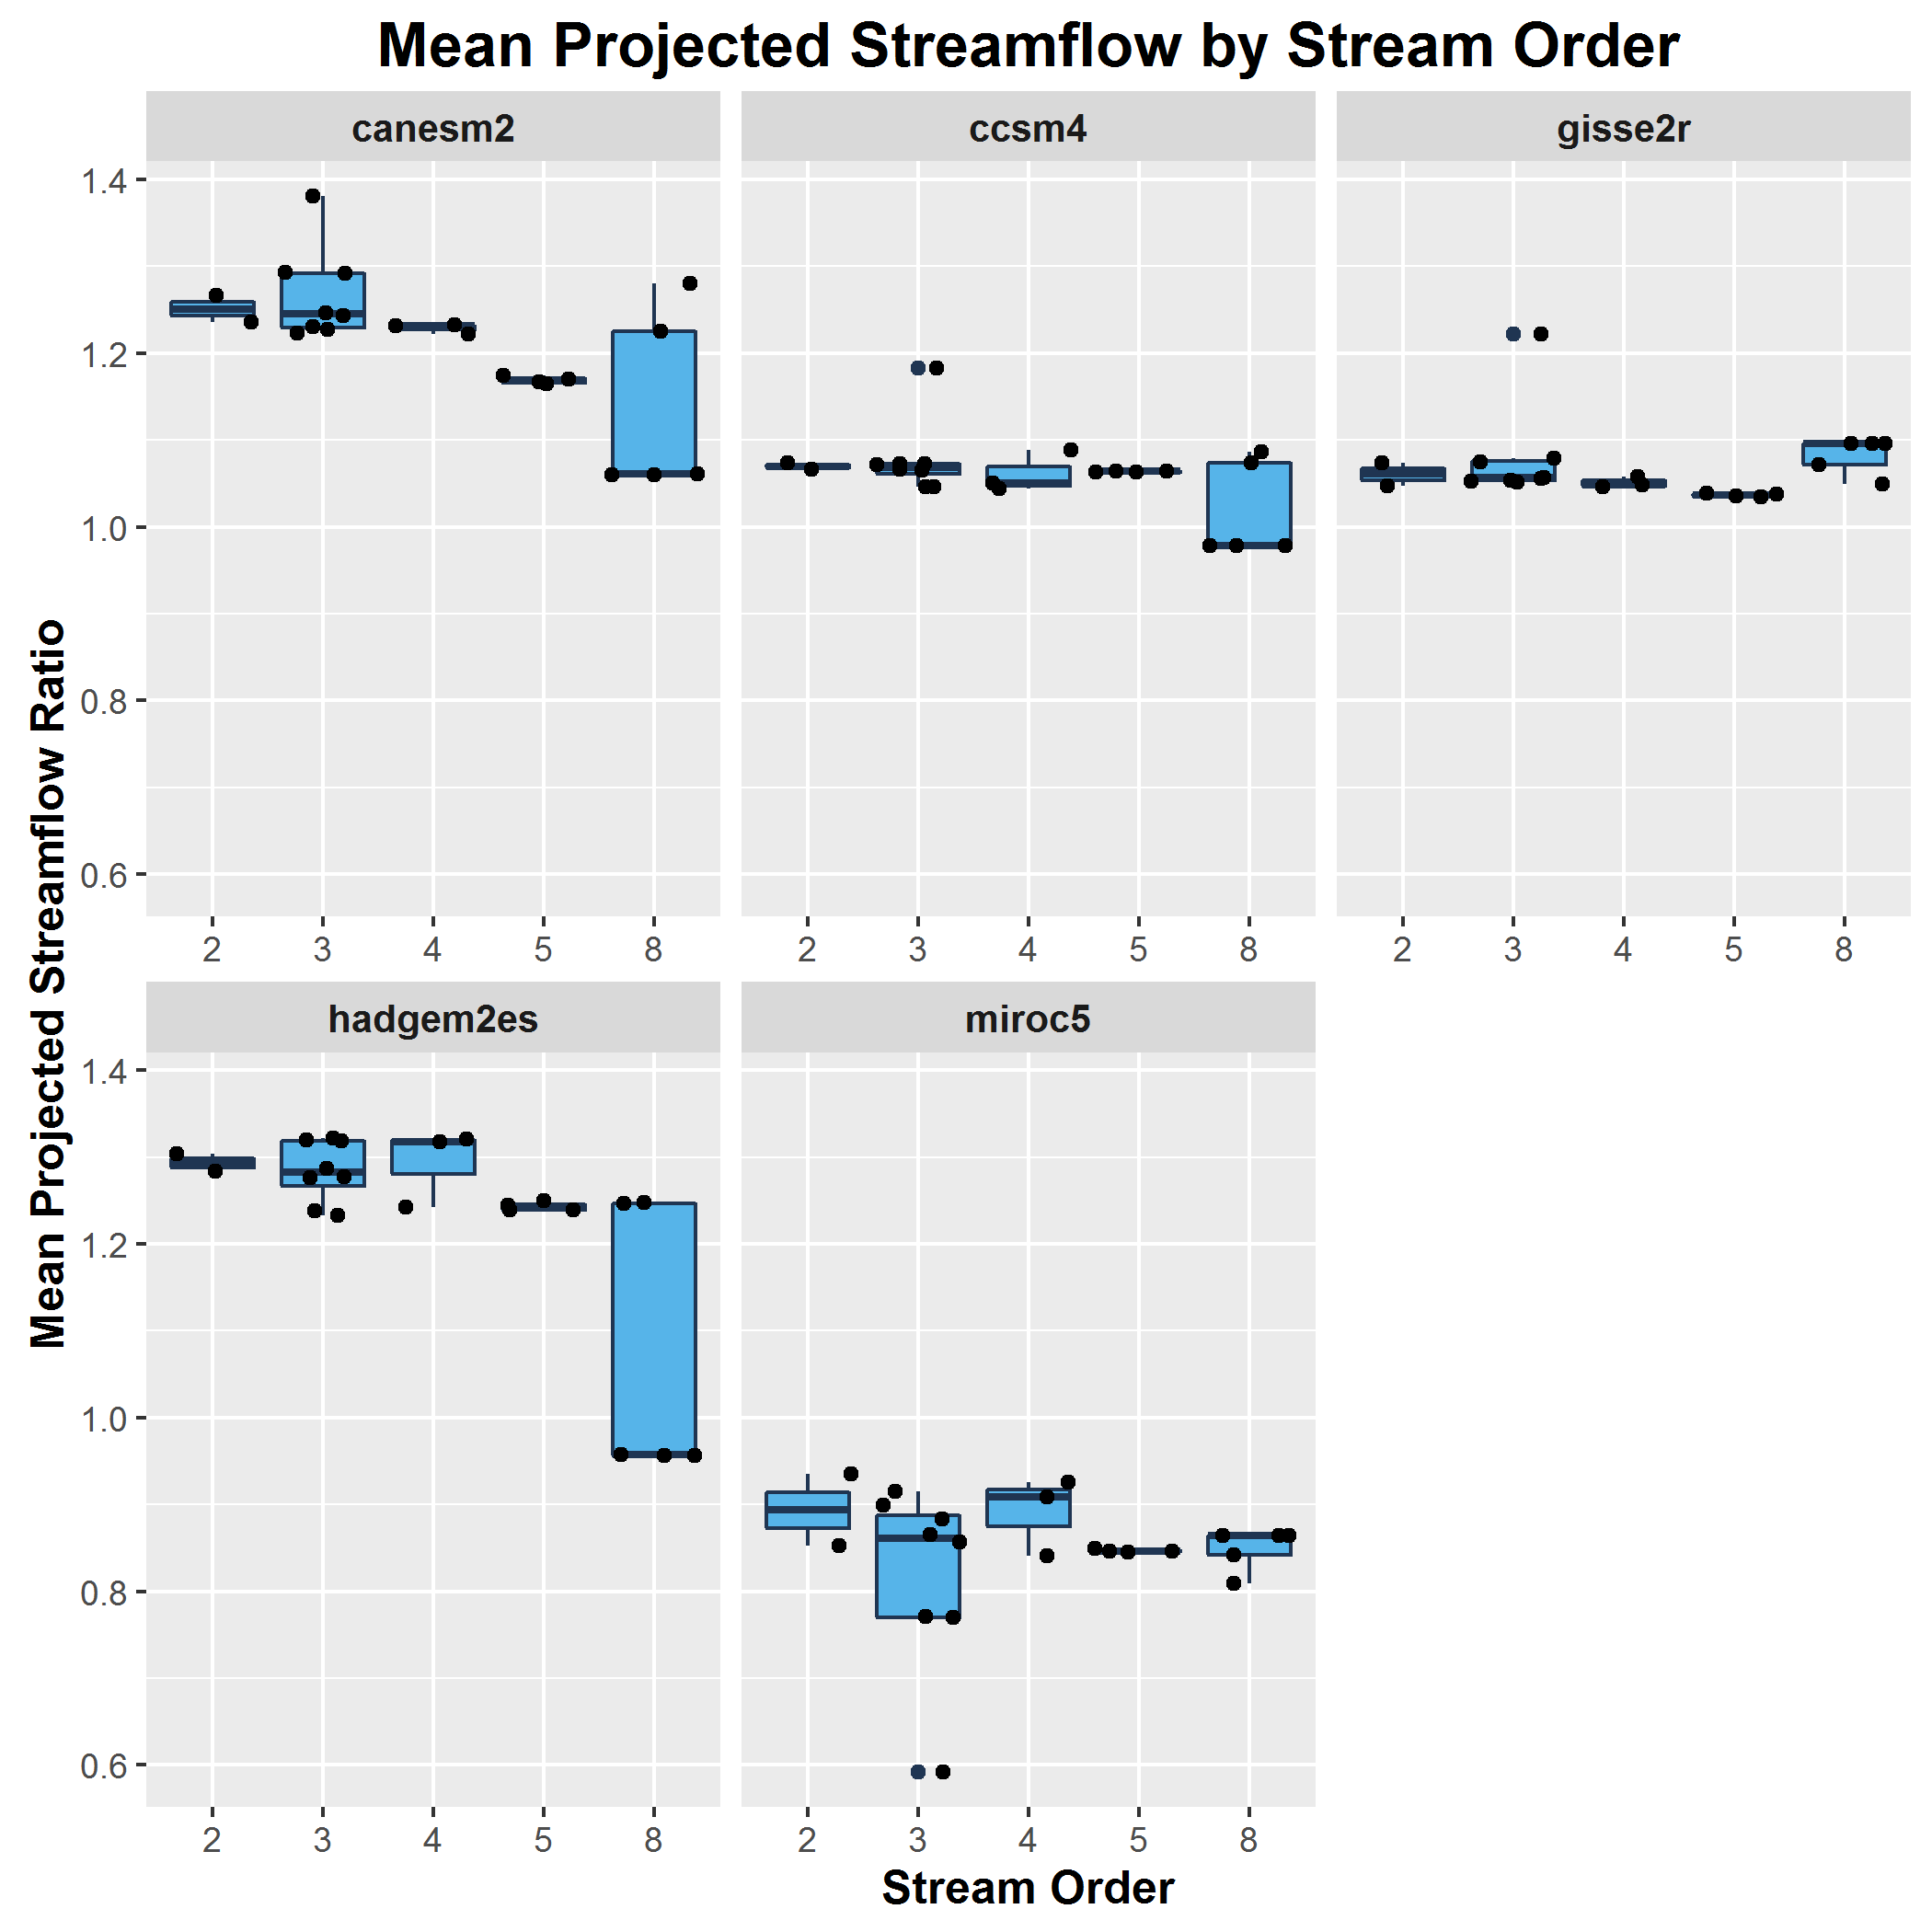 Mean Projected Streamflow by Stream Order
canesm2 ccsm4 gisse2r
1.4
1.2
1.0
0.8
0.6
2 3 4 5 8 2 3 4 5 8 2 3 4 5 8
Mean Projected Streamflow Ratio
hadgem2es miroc5
1.4
1.2
1.0
0.8
0.6
2 3 4 5 8 2 3 4 5 8
Stream Order